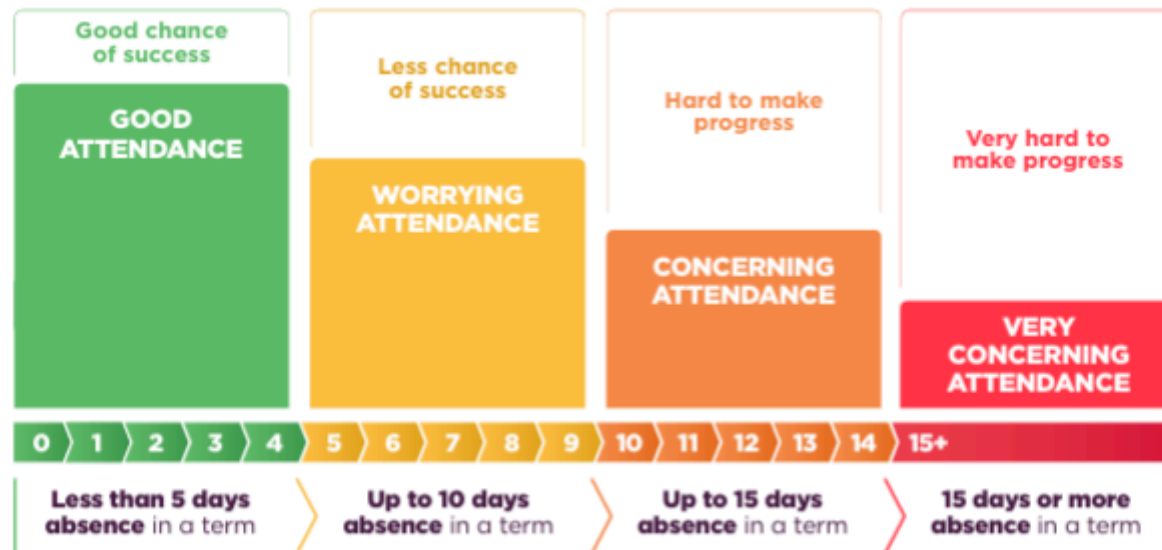 Good chance
of success
GOOD
ATTENDANCE
Less chance
of success
WORRYING
ATTENDANCE
Hard to make
progress
CONCERNING
ATTENDANCE
Very hard to
make progress
VERY
CONCERNING
ATTENDANCE
0 1 2 3 4 5 6 7 8 9 10 11 12 13 14 15+
Less than 5 days
absence in a term
Up to 10 days
absence in a term
Up to 15 days
absence in a term
15 days or more
absence in a term